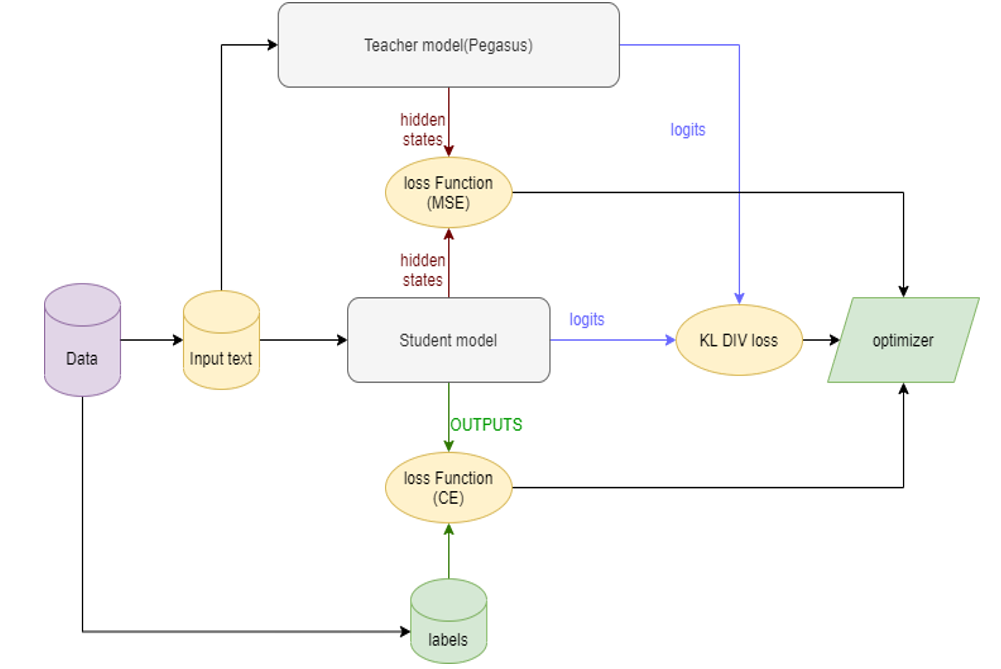 Teacher model(Pegasus)
hidden
states
logits
loss Function
(MSE)
hidden
states
Data
Input text
Student model
logits
KL DIV loss
optimizer
OUTPUTS
loss Function
(CE)
labels